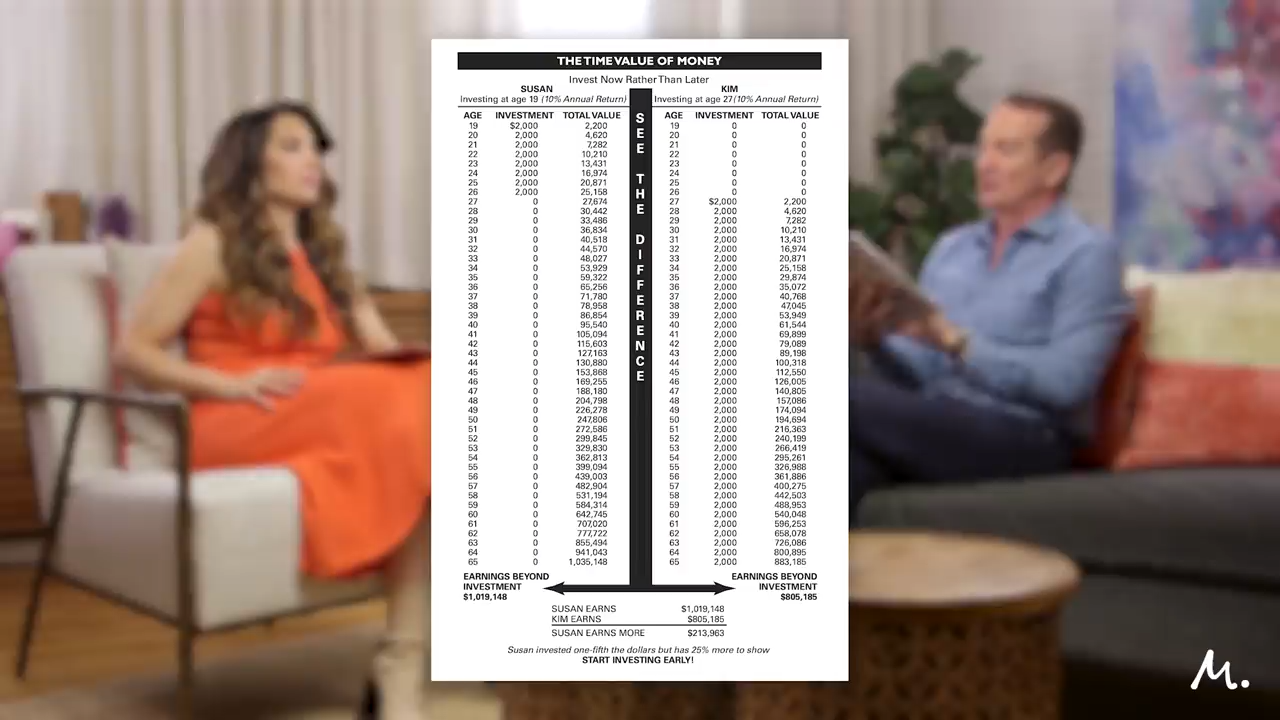 THE TIME VALUE OF MONEY
Invest Now Rather Than Later
SUSAN KIM
Investing at age 19 (10% Annual Return) Investing at age 27 (10% Annual Return)
SEE THE DIFFERENCE
AGE INVESTMENT TOTAL VALUE AGE INVESTMENT TOTAL VALUE
19 $2,000 2,200 19 0 0
20 2,000 4,620 20 0 0
21 2,000 7,282 21 0 0
22 2,000 10,210 22 0 0
23 2,000 13,431 23 0 0
24 2,000 16,974 24 0 0
25 2,000 20,871 25 0 0
26 2,000 25,158 26 0 0
27 0 27,674 27 $2,000 2,200
28 0 30,442 28 2,000 4,620
29 0 33,486 29 2,000 7,282
30 0 36,834 30 2,000 10,210
31 0 40,518 31 2,000 13,431
32 0 44,570 32 2,000 16,974
33 0 48,027 33 2,000 20,871
34 0 53,929 34 2,000 25,158
35 0 59,322 35 2,000 29,874
36 0 65,256 36 2,000 35,072
37 0 71,780 37 2,000 40,768
38 0 78,958 38 2,000 47,045
39 0 86,854 39 2,000 53,949
40 0 95,540 40 2,000 61,544
41 0 105,094 41 2,000 69,899
42 0 115,603 42 2,000 79,089
43 0 127,163 43 2,000 89,198
44 0 130,880 44 2,000 100,318
45 0 153,868 45 2,000 112,550
46 0 169,255 46 2,000 126,005
47 0 188,180 47 2,000 140,805
48 0 204,798 48 2,000 157,086
49 0 226,278 49 2,000 174,094
50 0 247,806 50 2,000 194,694
51 0 272,586 51 2,000 216,363
52 0 299,845 52 2,000 240,199
53 0 329,830 53 2,000 266,419
54 0 362,813 54 2,000 295,261
55 0 399,094 55 2,000 326,988
56 0 439,003 56 2,000 361,886
57 0 482,904 57 2,000 400,275
58 0 531,194 58 2,000 442,503
59 0 584,314 59 2,000 488,953
60 0 642,745 60 2,000 540,048
61 0 707,020 61 2,000 596,253
62 0 777,722 62 2,000 658,078
63 0 855,494 63 2,000 726,086
64 0 941,043 64 2,000 800,895
65 0 1,035,148 65 2,000 883,185
EARNINGS BEYOND EARNINGS BEYOND
INVESTMENT INVESTMENT
$1,019,148 $805,185
SUSAN EARNS $1,019,148
KIM EARNS $805,185
SUSAN EARNS MORE $213,963
Susan invested one-fifth the dollars but has 25% more to show
START INVESTING EARLY!
M.